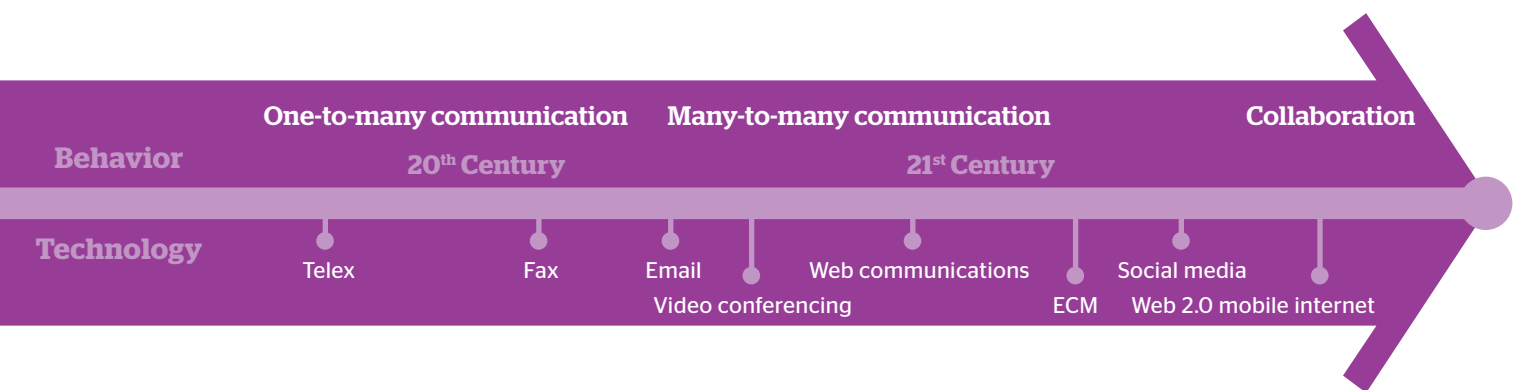 One-to-many communication Many-to-many communication Collaboration
Behavior 20th Century 21st Century
Technology
Telex Fax Email Web communications Social media
Video conferencing ECM Web 2.0 mobile internet